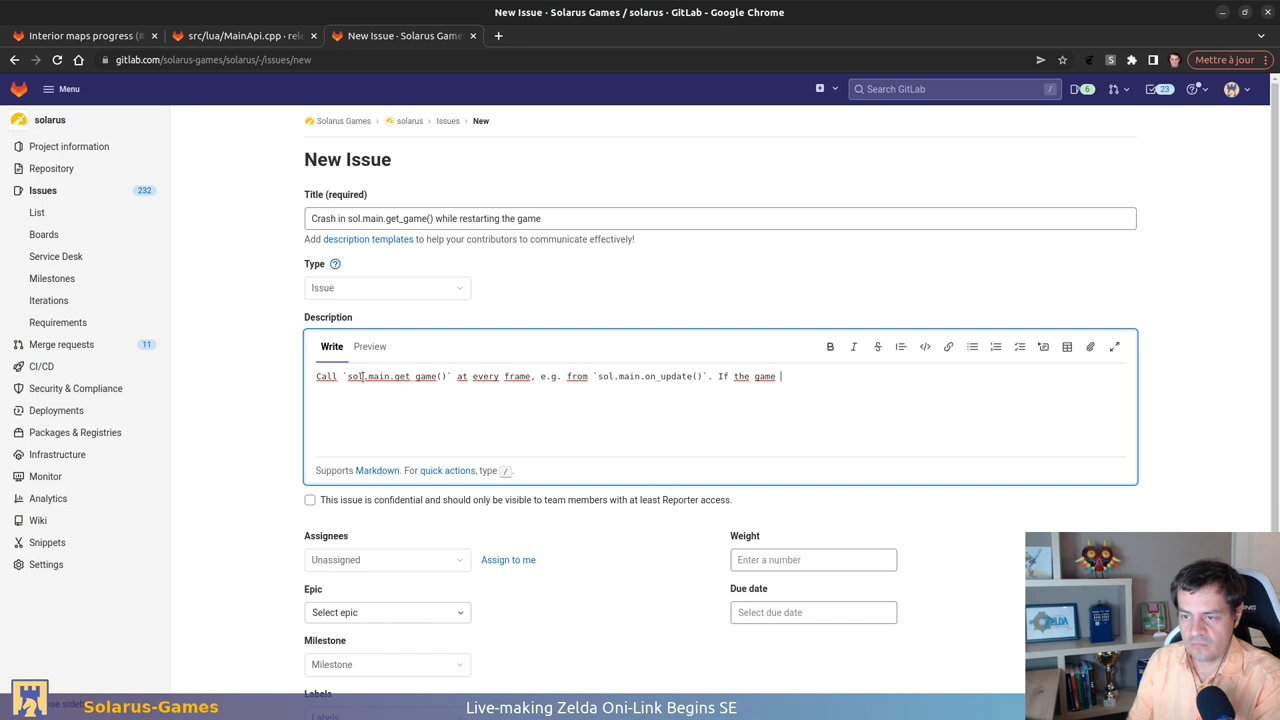 New Issue · Solarus Games / solarus · GitLab - Google Chrome
Interior maps progress (#
src/lua/MainApi.cpp · rele
New Issue · Solarus Game
gitlab.com/solarus-games/solarus/-/issues/new
S
Mettre à jour
Menu
Search GitLab
/
6
23
solarus
Project information
Repository
Issues
232
List
Boards
Service Desk
Milestones
Iterations
Requirements
Merge requests
11
CI/CD
Security & Compliance
Deployments
Packages & Registries
Infrastructure
Monitor
Analytics
Wiki
Snippets
Settings
Solarus Games > solarus > Issues > New
New Issue
Title (required)
Crash in sol.main.get_game() while restarting the game
Add description templates to help your contributors to communicate effectively!
Type
Issue
Description
Write
Preview
Call `sol.main.get_game()` at every frame, e.g. from `sol.main.on_update()`. If the game
Supports Markdown. For quick actions, type /.
This issue is confidential and should only be visible to team members with at least Reporter access.
Assignees
Unassigned
Assign to me
Weight
Enter a number
Epic
Select epic
Due date
Select due date
Milestone
Milestone
Labels
Labels
Solarus-Games
Live-making Zelda Oni-Link Begins SE
ZELDA